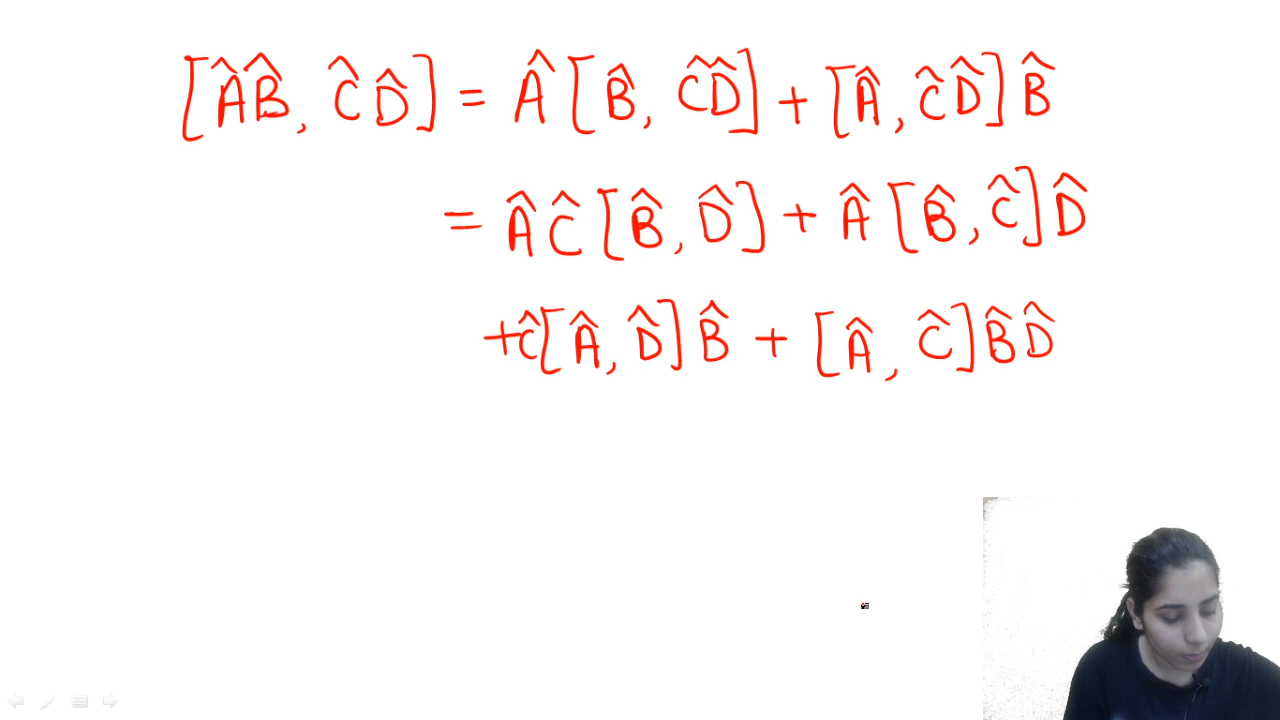 [ÂB̂, ĈD̂] = Â[B̂, ĈD̂] + [Â, ĈD̂]B̂
= ÂĈ[B̂, D̂] + Â[B̂, Ĉ]D̂
+Ĉ[Â, D̂]B̂ + [Â, Ĉ]B̂D̂